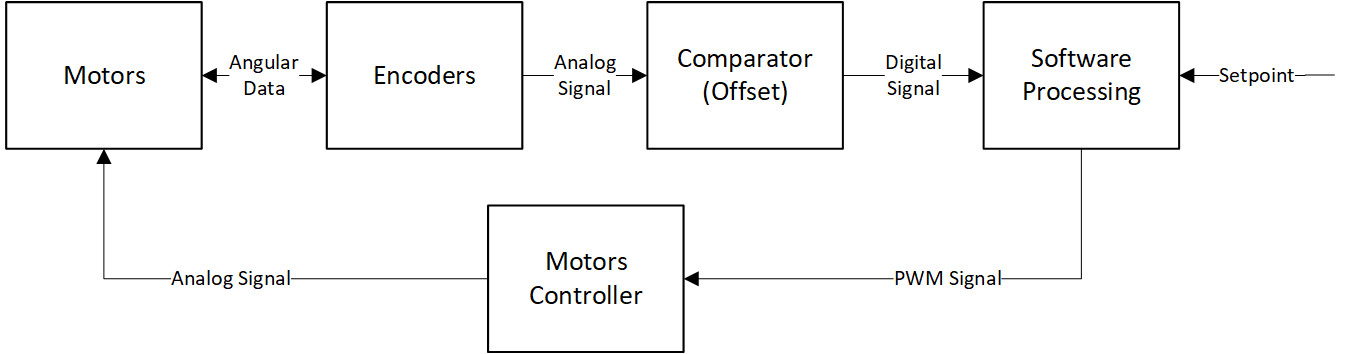 Motors
Angular
Data
Encoders
Analog
Signal
Comparator
(Offset)
Digital
Signal
Software
Processing
Setpoint
Analog Signal
Motors
Controller
PWM Signal